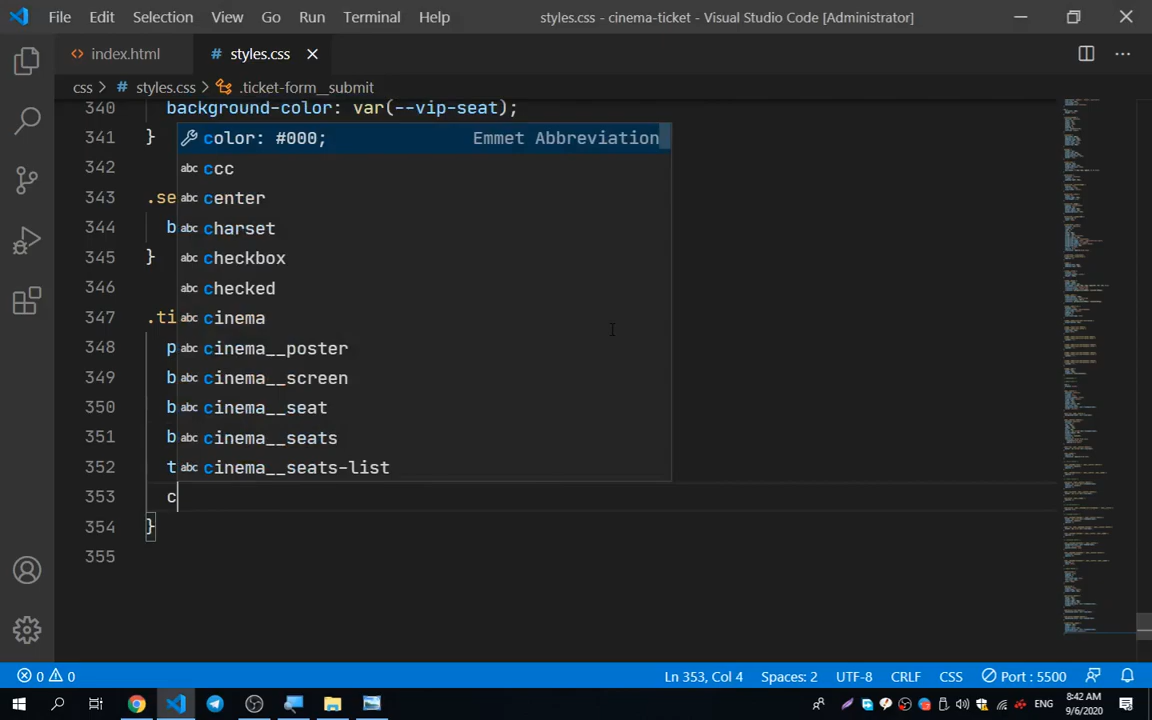 File Edit Selection View Go Run Terminal Help styles.css - cinema-ticket - Visual Studio Code [Administrator]
index.html # styles.css
css > # styles.css > .ticket-form__submit
340 background-color: var(--vip-seat);
341 }
color: #000; Emmet Abbreviation
342
abc ccc
343 .se
abc center
344 b
abc charset
345 }
abc checkbox
346
abc checked
347 .ti
abc cinema
348 p
abc cinema__poster
349 b
abc cinema__screen
350 b
abc cinema__seat
351 b
abc cinema__seats
352 t
abc cinema__seats-list
353 c
354 }
355
0 0 Ln 353, Col 4 Spaces: 2 UTF-8 CRLF CSS Port : 5500
ENG 8:42 AM
9/6/2020